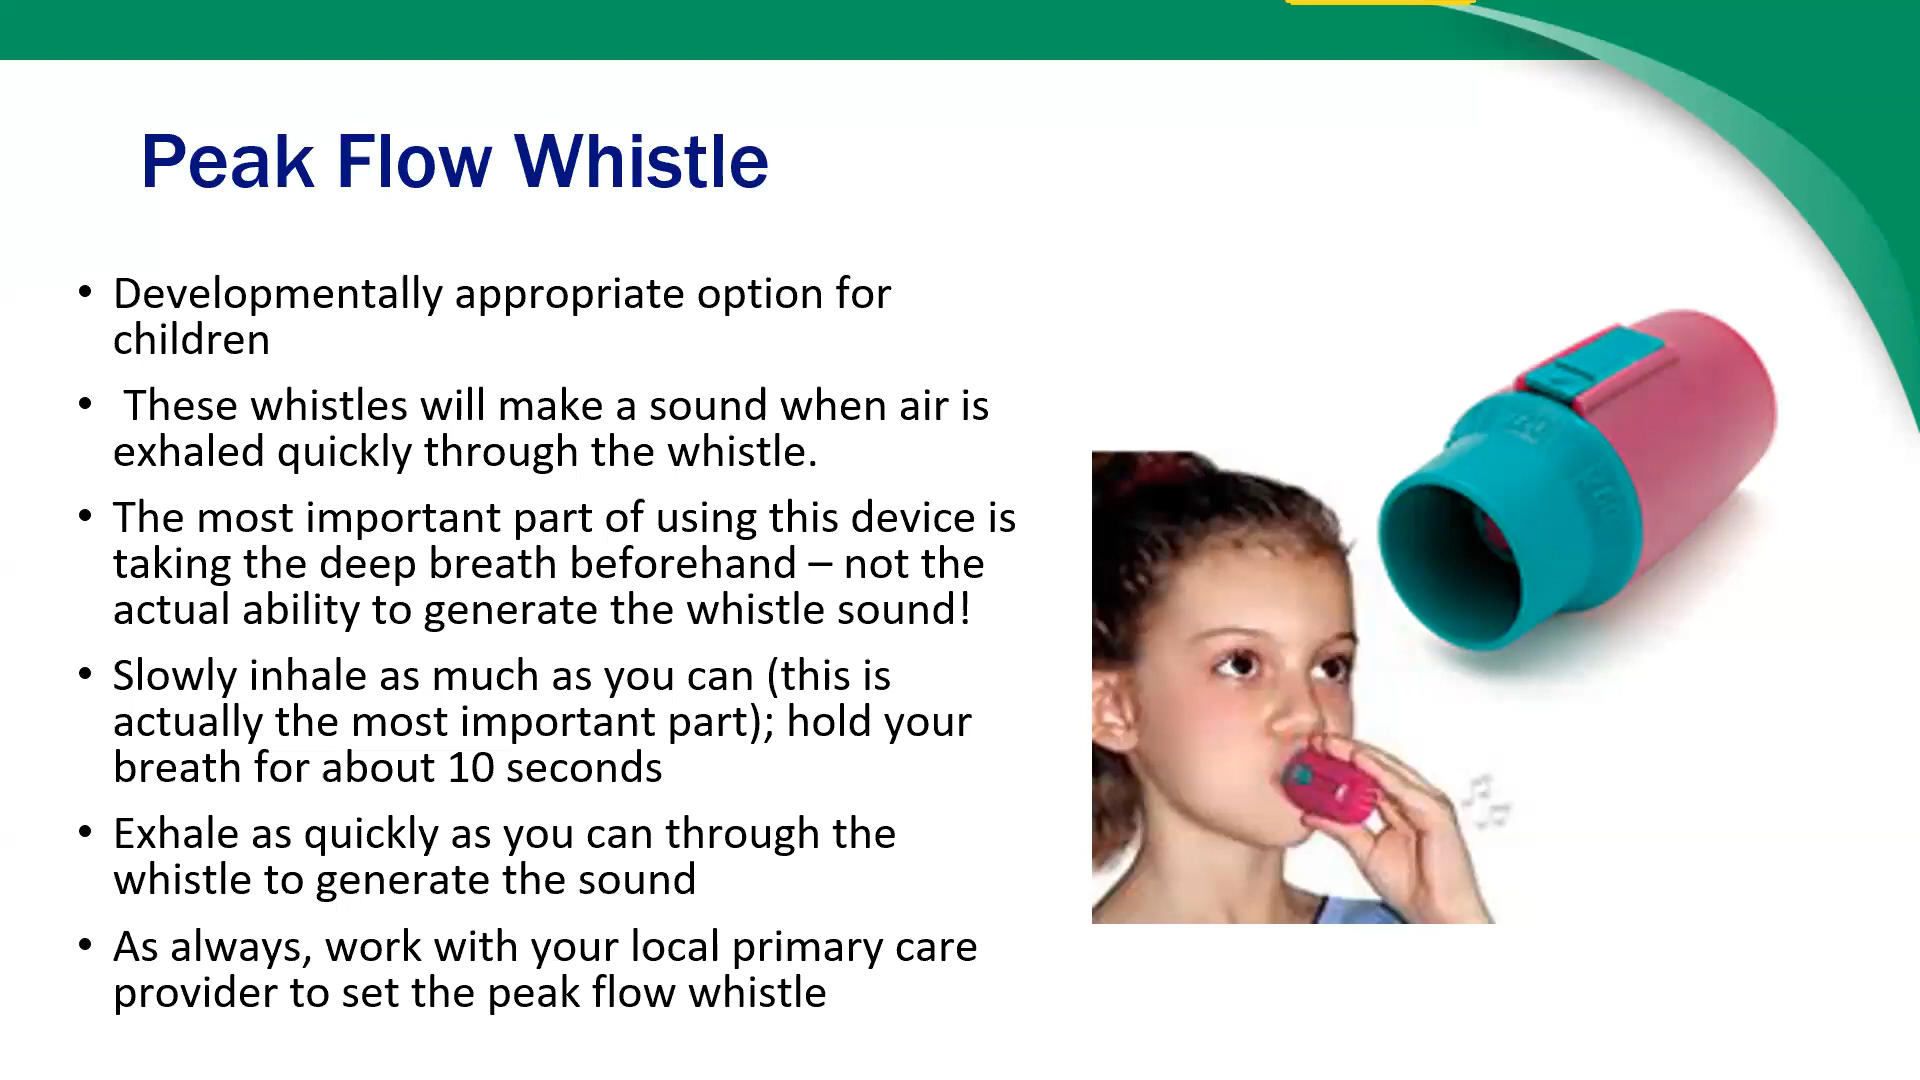 Peak Flow Whistle
• Developmentally appropriate option for
children
• These whistles will make a sound when air is
exhaled quickly through the whistle.
• The most important part of using this device is
taking the deep breath beforehand – not the
actual ability to generate the whistle sound!
• Slowly inhale as much as you can (this is
actually the most important part); hold your
breath for about 10 seconds
• Exhale as quickly as you can through the
whistle to generate the sound
• As always, work with your local primary care
provider to set the peak flow whistle